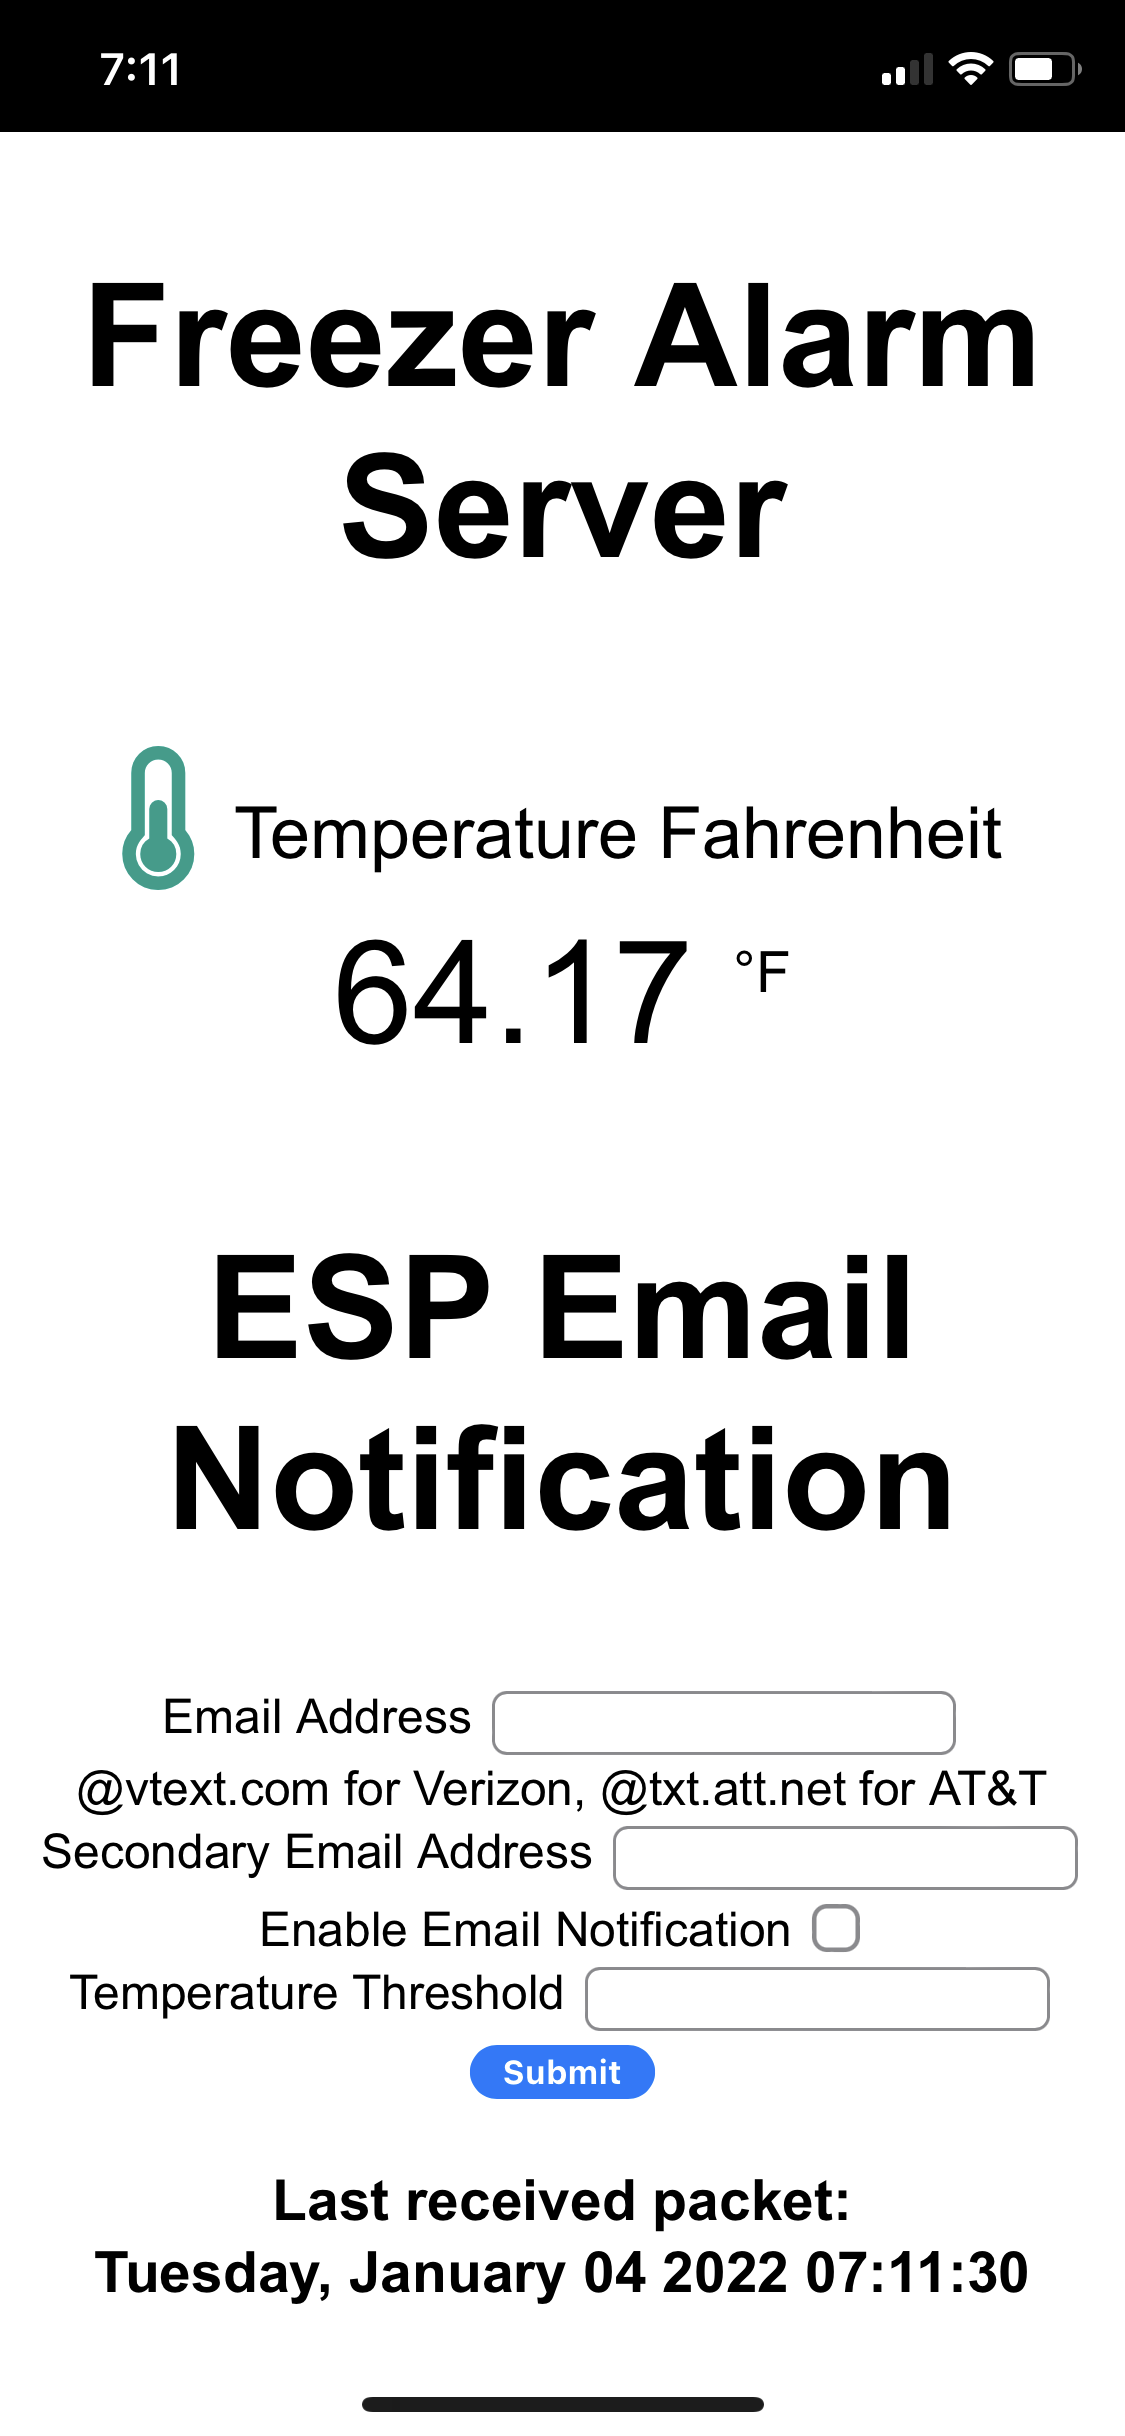 7:11
Freezer Alarm
Server
Temperature Fahrenheit
64.17 °F
ESP Email
Notification
Email Address
@vtext.com for Verizon, @txt.att.net for AT&T
Secondary Email Address
Enable Email Notification
Temperature Threshold
Submit
Last received packet:
Tuesday, January 04 2022 07:11:30